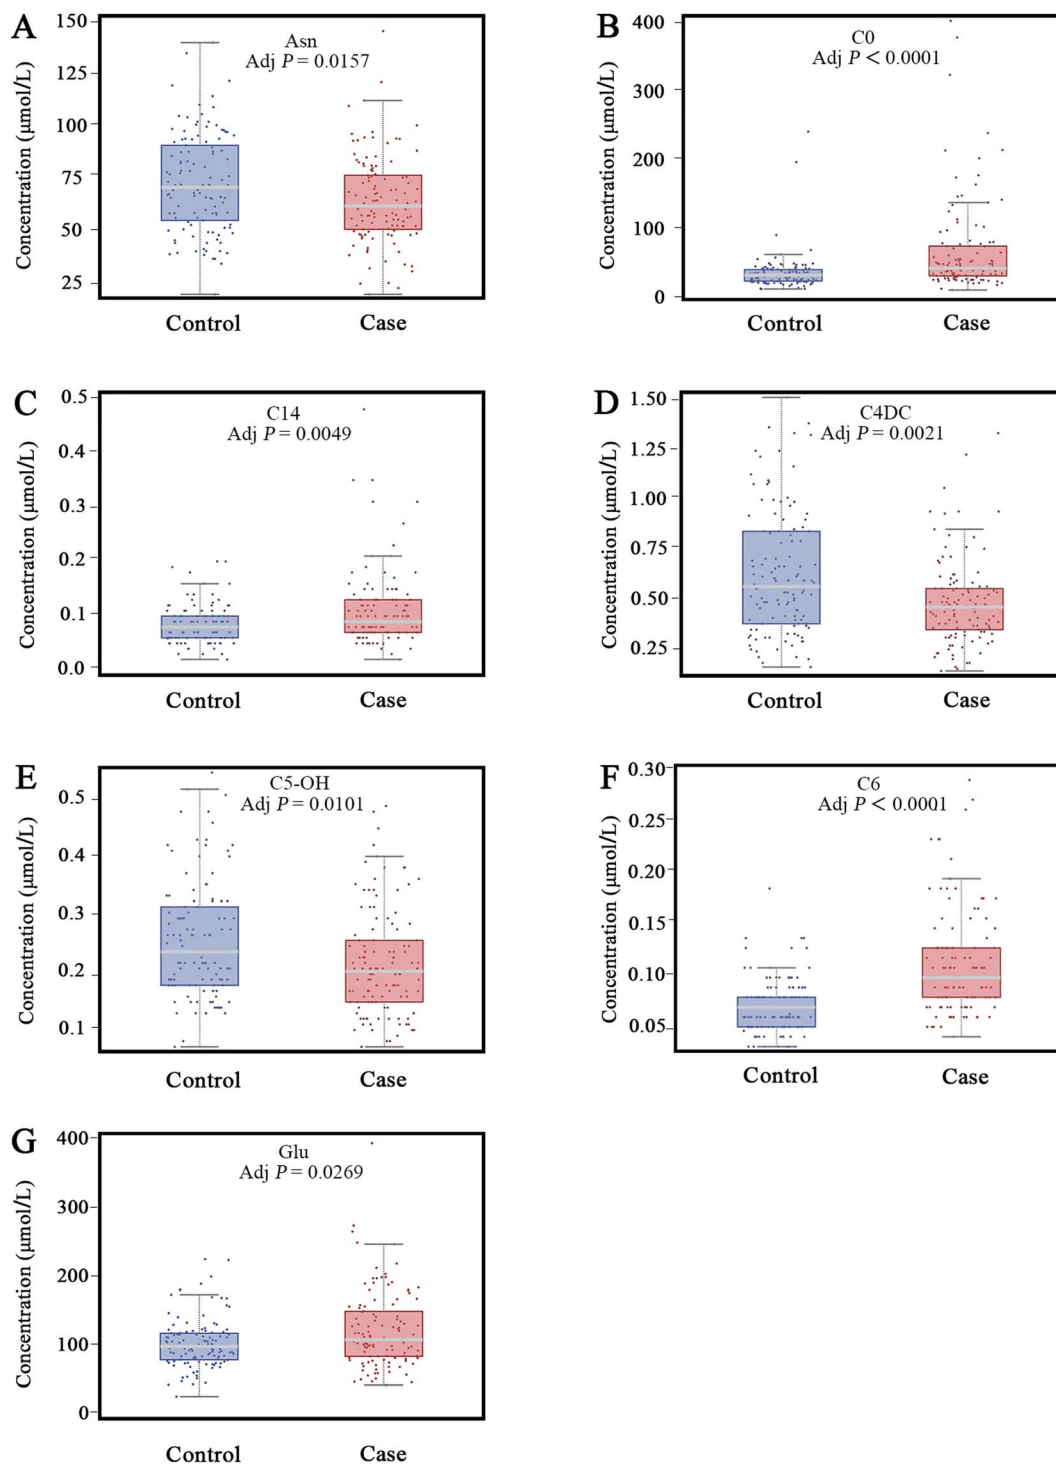 A
Concentration (μmol/L)
150
125
100
75
50
25
Asn
Adj P = 0.0157
Control Case
B
Concentration (μmol/L)
400
300
200
100
0
C0
Adj P < 0.0001
Control Case
C
Concentration (μmol/L)
0.5
0.4
0.3
0.2
0.1
0.0
C14
Adj P = 0.0049
Control Case
D
Concentration (μmol/L)
1.50
1.25
1.00
0.75
0.50
0.25
C4DC
Adj P = 0.0021
Control Case
E
Concentration (μmol/L)
0.5
0.4
0.3
0.2
0.1
C5-OH
Adj P = 0.0101
Control Case
F
Concentration (μmol/L)
0.30
0.25
0.20
0.15
0.10
0.05
C6
Adj P < 0.0001
Control Case
G
Concentration (μmol/L)
400
300
200
100
0
Glu
Adj P = 0.0269
Control Case